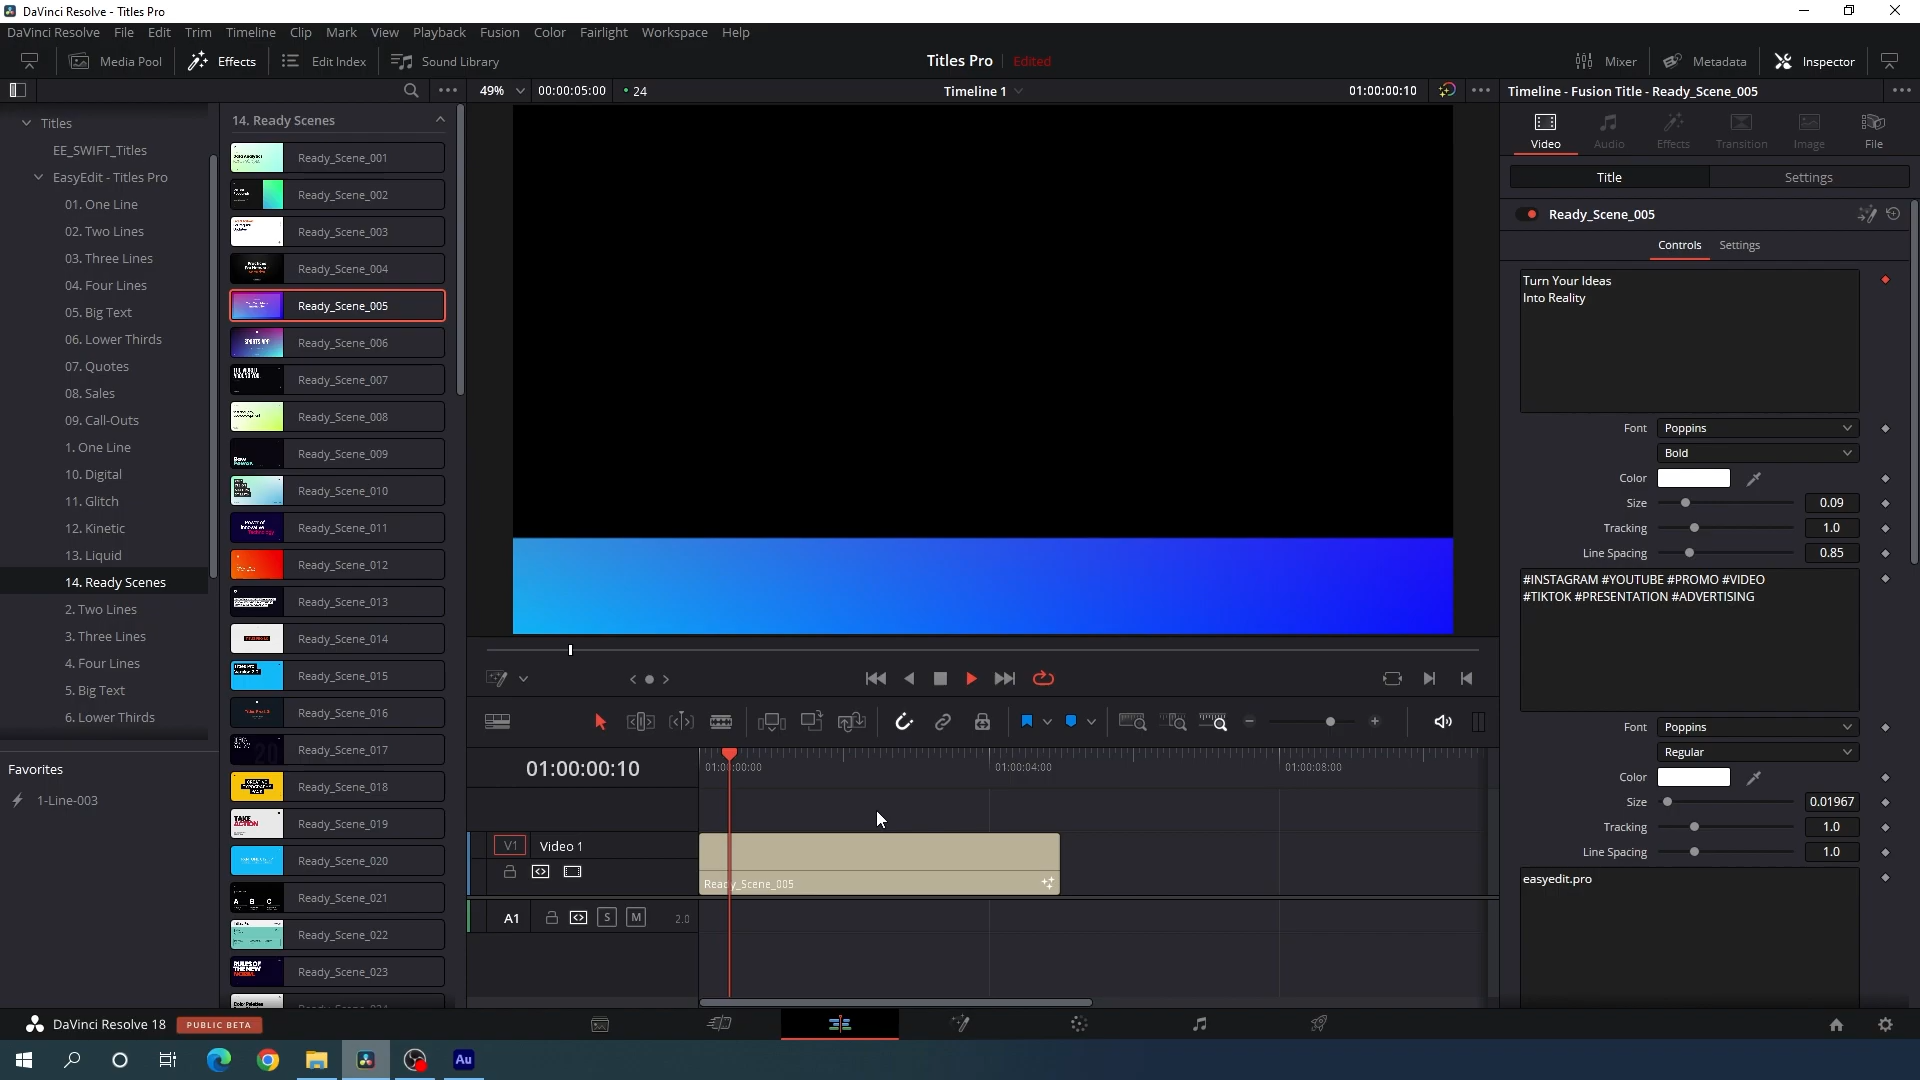 DaVinci Resolve - Titles Pro
DaVinci Resolve File Edit Trim Timeline Clip Mark View Playback Fusion Color Fairlight Workspace Help
Media Pool Effects Edit Index Sound Library
Titles Pro Edited
Mixer Metadata Inspector
49% 00:00:05:00 24 Timeline 1 01:00:00:10
Timeline - Fusion Title - Ready_Scene_005
Titles
EE_SWIFT_Titles
EasyEdit - Titles Pro
01. One Line
02. Two Lines
03. Three Lines
04. Four Lines
05. Big Text
06. Lower Thirds
07. Quotes
08. Sales
09. Call-Outs
1. One Line
10. Digital
11. Glitch
12. Kinetic
13. Liquid
14. Ready Scenes
2. Two Lines
3. Three Lines
4. Four Lines
5. Big Text
6. Lower Thirds
Favorites
1-Line-003
14. Ready Scenes
Ready_Scene_001
Ready_Scene_002
Ready_Scene_003
Ready_Scene_004
Ready_Scene_005
Ready_Scene_006
Ready_Scene_007
Ready_Scene_008
Ready_Scene_009
Ready_Scene_010
Ready_Scene_011
Ready_Scene_012
Ready_Scene_013
Ready_Scene_014
Ready_Scene_015
Ready_Scene_016
Ready_Scene_017
Ready_Scene_018
Ready_Scene_019
Ready_Scene_020
Ready_Scene_021
Ready_Scene_022
Ready_Scene_023
01:00:00:10
01:00:00:00 01:00:04:00 01:00:08:00
V1 Video 1
Ready_Scene_005
A1 S M 2.0
Video Audio Effects Transition Image File
Title Settings
Ready_Scene_005
Controls Settings
Turn Your Ideas
Into Reality
Font Poppins
Bold
Color
Size 0.09
Tracking 1.0
Line Spacing 0.85
#INSTAGRAM #YOUTUBE #PROMO #VIDEO
#TIKTOK #PRESENTATION #ADVERTISING
Font Poppins
Regular
Color
Size 0.01967
Tracking 1.0
Line Spacing 1.0
easyedit.pro
DaVinci Resolve 18 PUBLIC BETA
Au